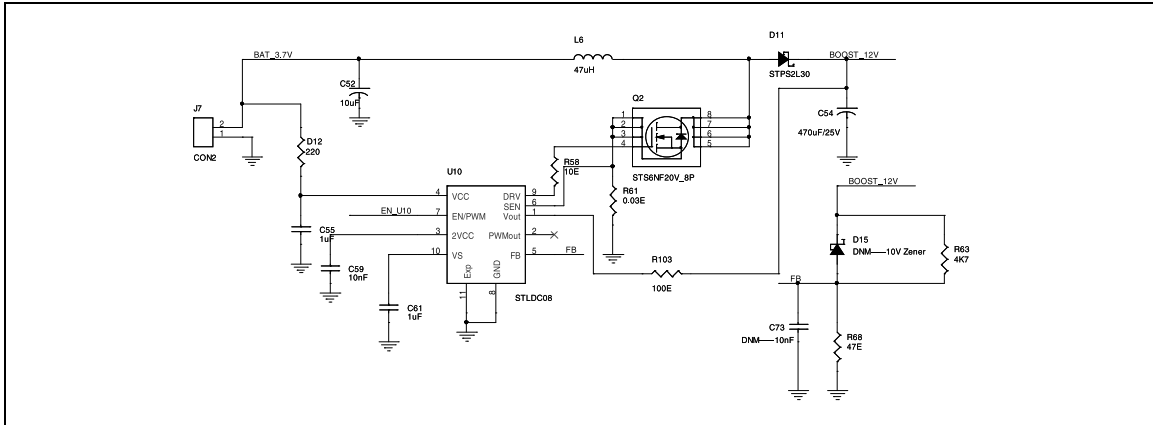 D11
L6
BAT_3.7V
BOOST_12V
47uH
STPS2L30
C52
10uF
Q2
J7
2
1
CON2
1
2
3
4
8
7
6
5
C54
470uF/25V
D12
220
R58
10E
STS6NF20V_8P
U10
R61
0.03E
BOOST_12V
4
VCC
DRV
9
SEN
6
EN_U10
7
EN/PWM
Vout
1
C55
1uF
3
2VCC
PWMout
2
D15
DNM----10V Zener
R63
4K7
10
VS
FB
5
FB
C59
10nF
R103
100E
Exp
GND
11
8
STLDC08
FB
C61
1uF
C73
DNM----10nF
R68
47E